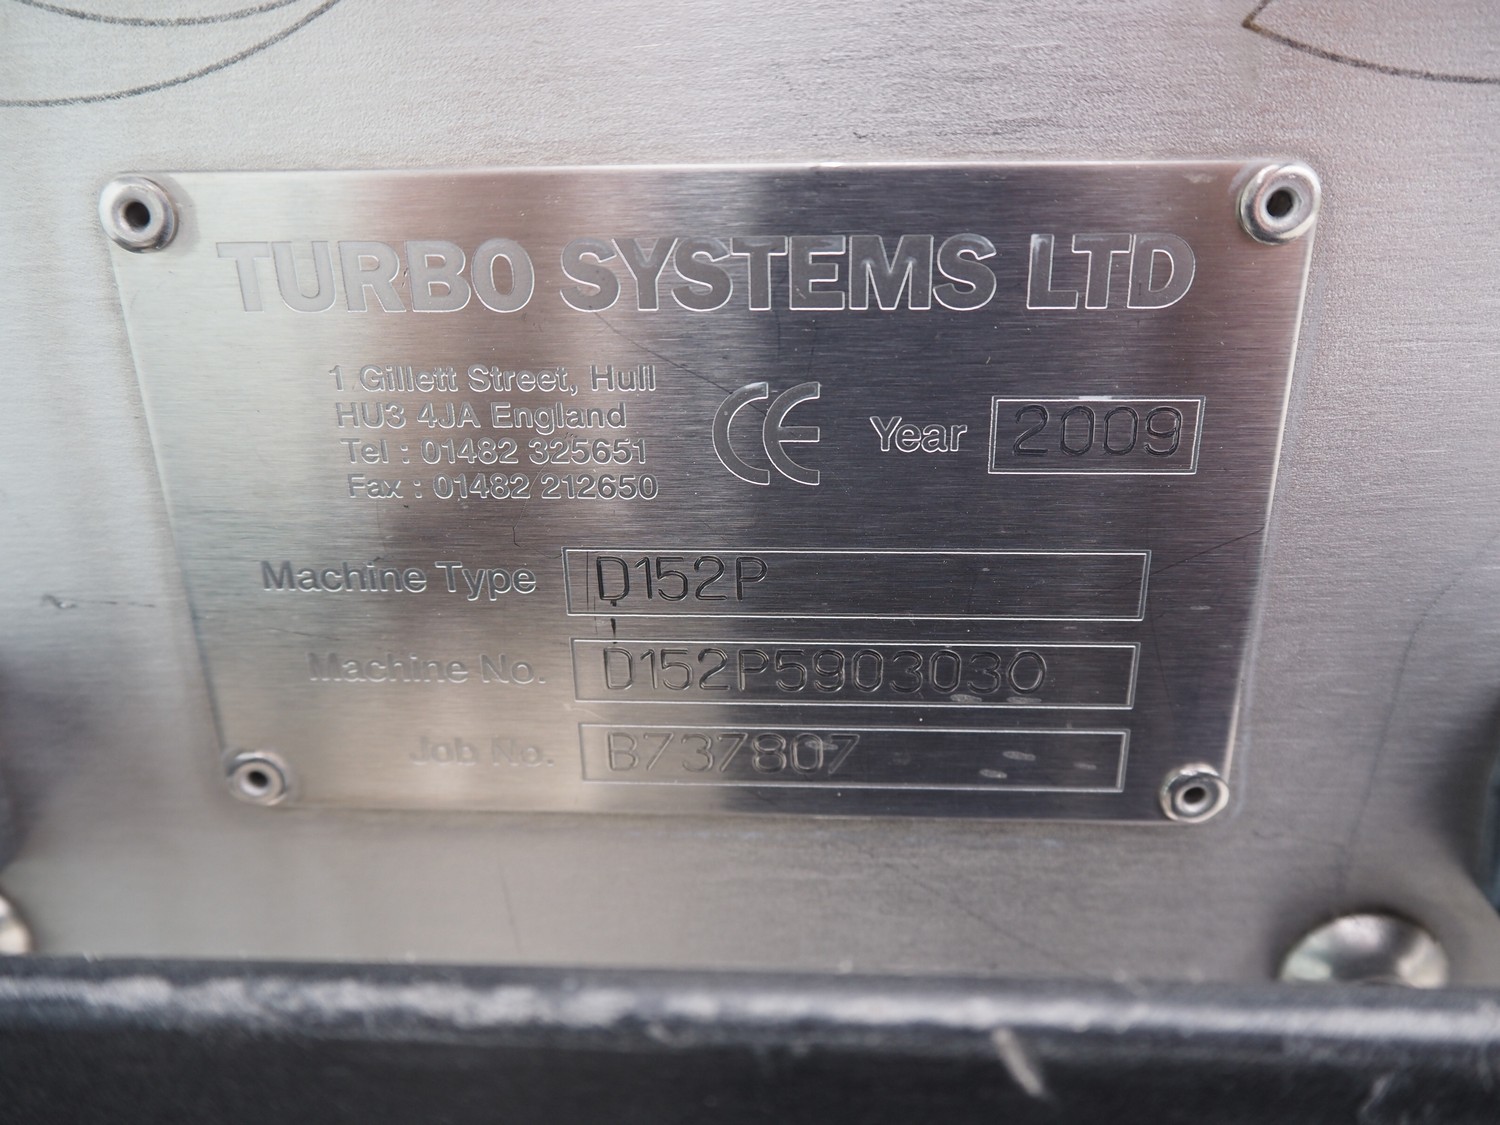 TURBO SYSTEMS LTD
1 Gillett Street, Hull
HU3 4JA England
Tel : 01482 325651
Fax : 01482 212650
CE Year 2009
Machine Type D152P
Machine No. D152P5903030
Job No. B737807